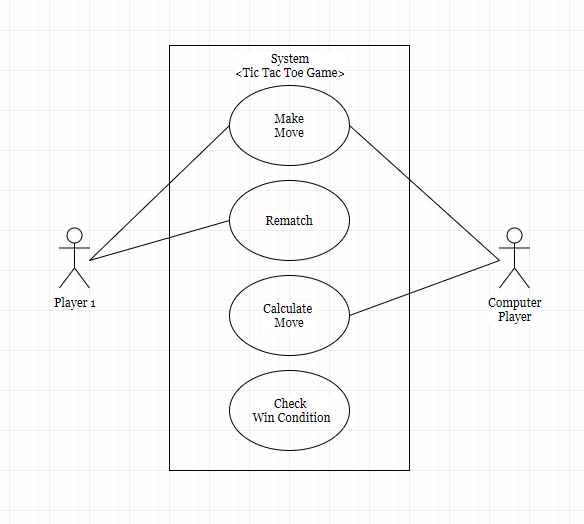 System
<Tic Tac Toe Game>
Make
Move
Rematch
Player 1
Calculate
Move
Computer
Player
Check
Win Condition